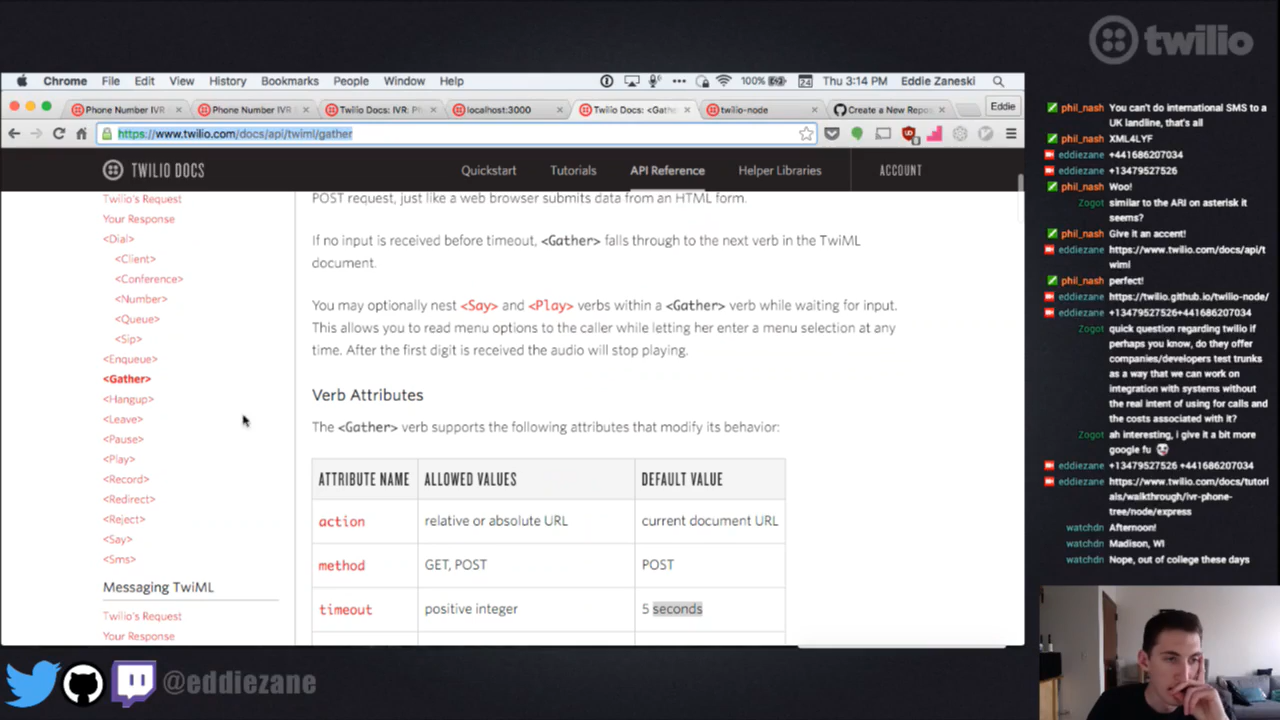 twilio
Chrome File Edit View History Bookmarks People Window Help
100% 24 Thu 3:14 PM Eddie Zaneski
Phone Number IVR
Phone Number IVR
Twilio Docs: IVR: P
localhost:3000
Twilio Docs: <Gathe
twilio-node
Create a New Repos
Eddie
https://www.twilio.com/docs/api/twiml/gather
TWILIO DOCS
Quickstart Tutorials API Reference Helper Libraries ACCOUNT
Twilio's Request
Your Response
<Dial>
<Client>
<Conference>
<Number>
<Queue>
<Sip>
<Enqueue>
<Gather>
<Hangup>
<Leave>
<Pause>
<Play>
<Record>
<Redirect>
<Reject>
<Say>
<Sms>
Messaging TwiML
Twilio's Request
Your Response
POST request, just like a web browser submits data from an HTML form.
If no input is received before timeout, <Gather> falls through to the next verb in the TwiML
document.
You may optionally nest <Say> and <Play> verbs within a <Gather> verb while waiting for input.
This allows you to read menu options to the caller while letting her enter a menu selection at any
time. After the first digit is received the audio will stop playing.
Verb Attributes
The <Gather> verb supports the following attributes that modify its behavior:
ATTRIBUTE NAME ALLOWED VALUES DEFAULT VALUE
action relative or absolute URL current document URL
method GET, POST POST
timeout positive integer 5 seconds
phil_nash You can't do international SMS to a
UK landline, that's all
phil_nash XML4LYF
eddiezane +441686207034
eddiezane +13479527526
phil_nash Woo!
Zogot similar to the ARI on asterisk it
seems?
phil_nash Give it an accent!
eddiezane https://www.twilio.com/docs/api/t
wiml
phil_nash perfect!
eddiezane https://twilio.github.io/twilio-node/
eddiezane +13479527526+441686207034
Zogot quick question regarding twilio if
perhaps you know, do they offer
companies/developers test trunks
as a way that we can work on
integration with systems without
the real intent of using for calls and
the costs associated with it?
Zogot ah interesting, i give it a bit more
google fu
eddiezane +13479527526 +441686207034
eddiezane https://www.twilio.com/docs/tutori
als/walkthrough/ivr-phone-
tree/node/express
watchdn Afternoon!
watchdn Madison, WI
watchdn Nope, out of college these days
@eddiezane